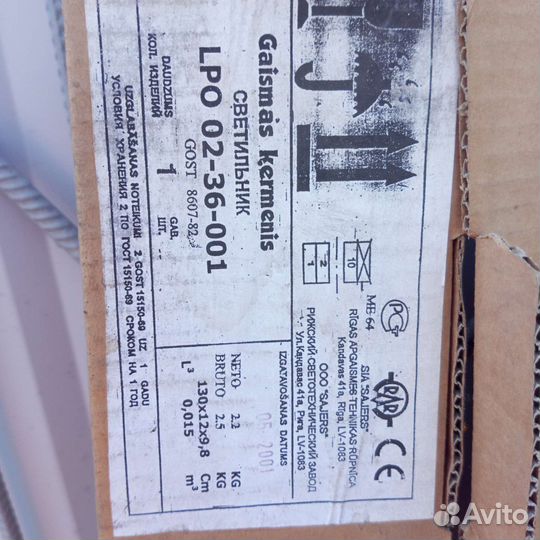 Gaismas ķermenis
СВЕТИЛЬНИК
LPO 02-36-001
GOST 8607-82
DAUDZUMS
КОЛ. ИЗДЕЛИЙ
1
GAB.
ШТ.
UZGLABĀŠANAS NOTEIKUMI 2 GOST 15150-69 UZ 1 GADU
УСЛОВИЯ ХРАНЕНИЯ 2 ПО ГОСТ 15150-69 СРОКОМ НА 1 ГОД
2
1
10
ME 64
PC
SIA "SAJERS"
RĪGAS APGAISMES TEHNIKAS RŪPNĪCA
Kandavas 41a, Rīga, LV-1083
ООО "SAJERS"
РИЖСКИЙ СВЕТОТЕХНИЧЕСКИЙ ЗАВОД
Ул.Кандавас 41а, Рига, LV-1083
CE
IZGATAVOŠANAS DATUMS
05.2001
NETO 2.2 KG
BRUTO 2.5 KG
130x12x9,8 Cm
L³ 0,015 m³
Avito